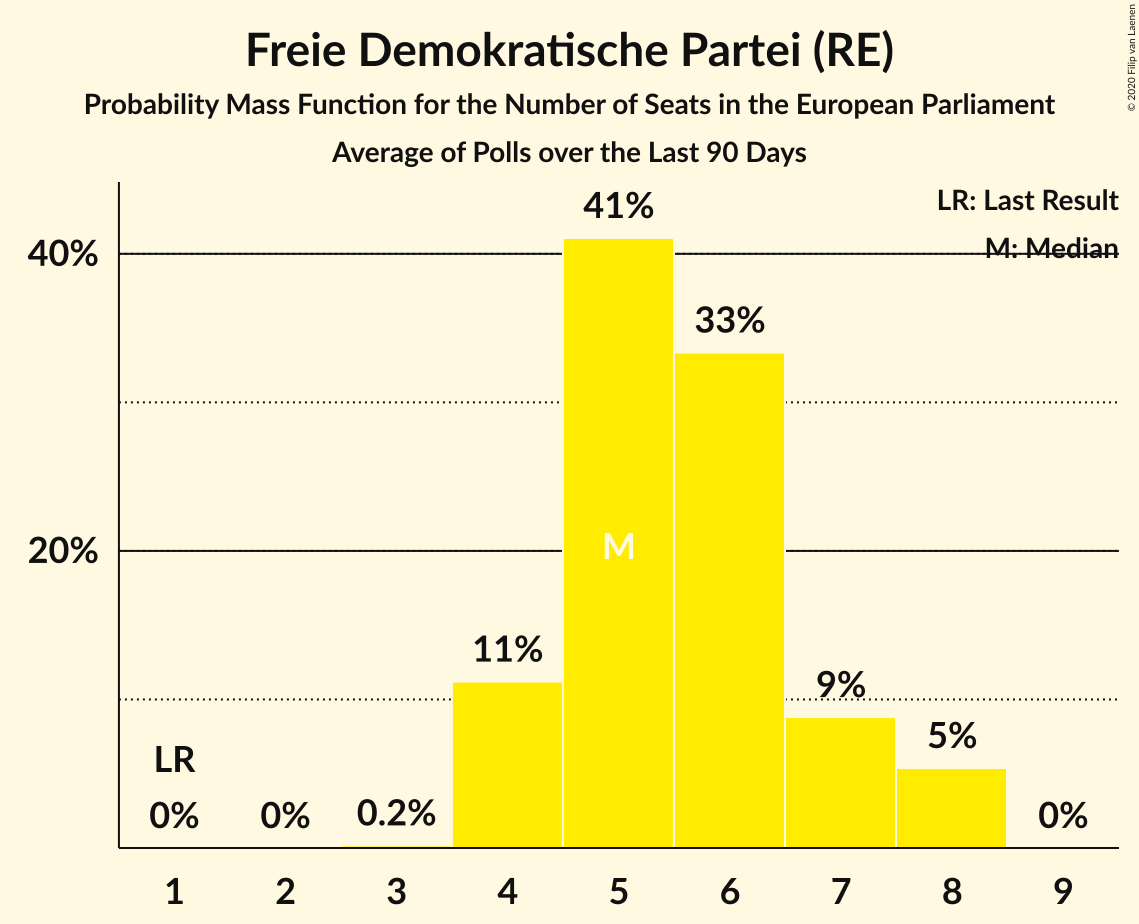 Freie Demokratische Partei (RE)
Probability Mass Function for the Number of Seats in the European Parliament
Average of Polls over the Last 90 Days
© 2020 Filip van Laenen
LR: Last Result
M: Median
40%
20%
41%
33%
M
11%
9%
5%
LR
0%
0%
0.2%
0%
1 2 3 4 5 6 7 8 9